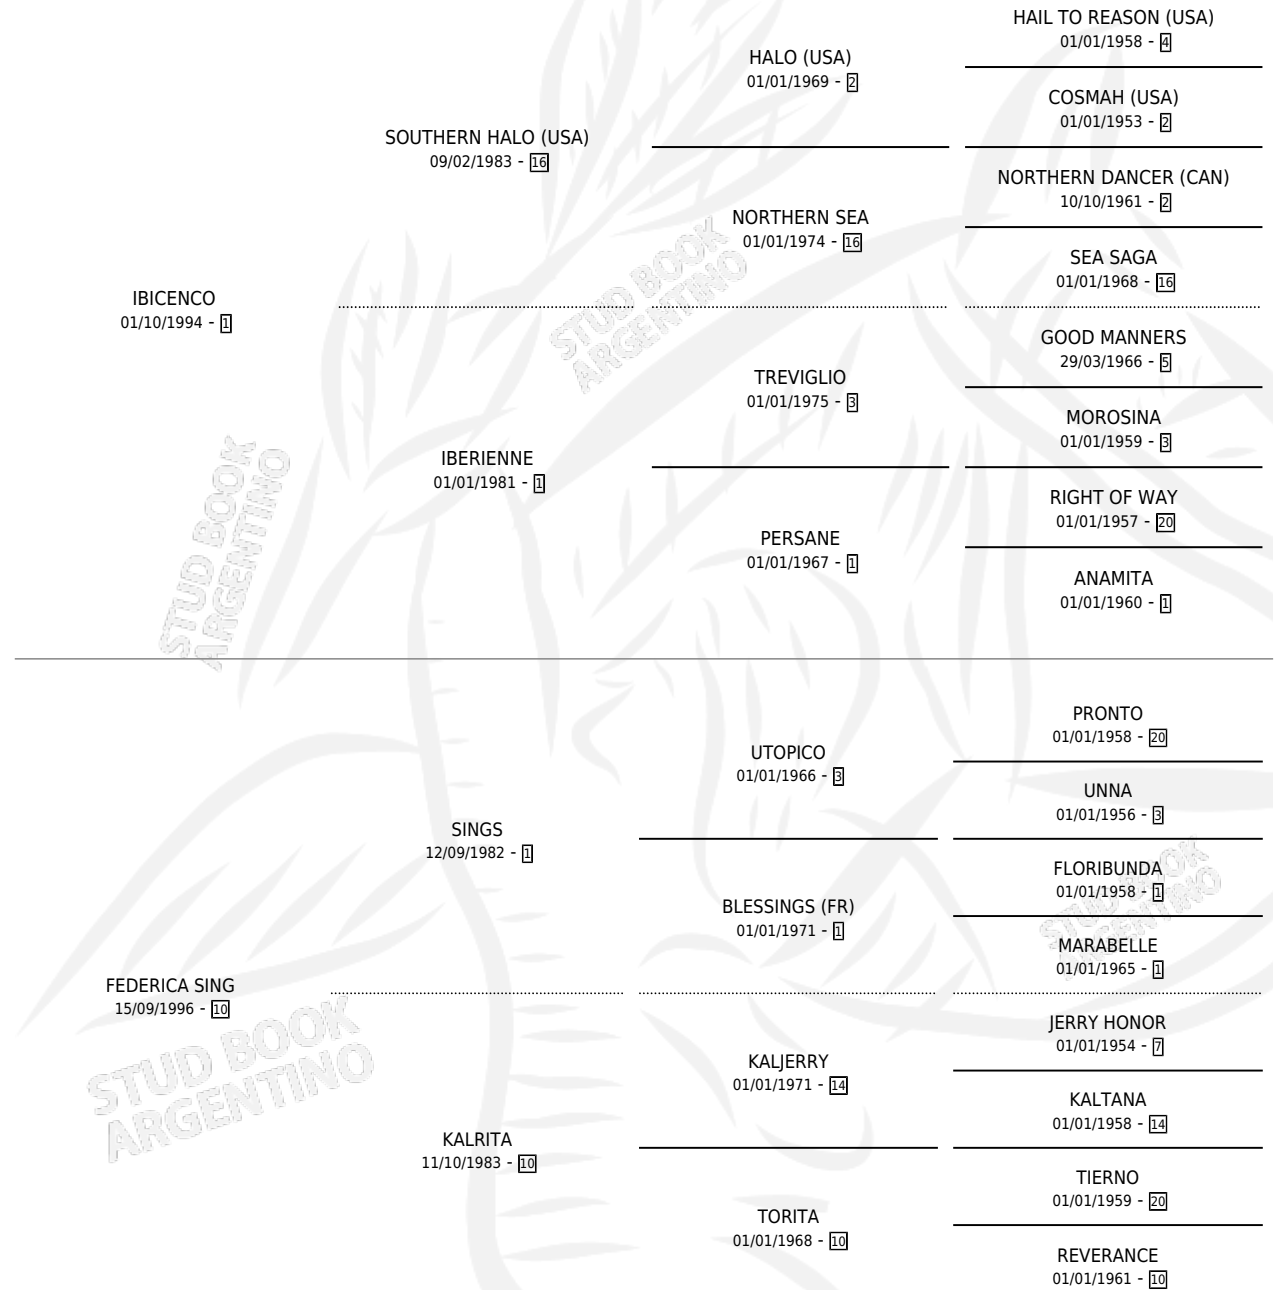 HAIL TO REASON (USA)
01/01/1958 - 4
HALO (USA)
01/01/1969 - 2
COSMAH (USA)
01/01/1953 - 2
SOUTHERN HALO (USA)
09/02/1983 - 16
NORTHERN DANCER (CAN)
10/10/1961 - 2
NORTHERN SEA
01/01/1974 - 16
SEA SAGA
01/01/1968 - 16
IBICENCO
01/10/1994 - 1
GOOD MANNERS
29/03/1966 - 5
TREVIGLIO
01/01/1975 - 3
MOROSINA
01/01/1959 - 3
IBERIENNE
01/01/1981 - 1
RIGHT OF WAY
01/01/1957 - 20
PERSANE
01/01/1967 - 1
ANAMITA
01/01/1960 - 1
PRONTO
01/01/1958 - 20
UTOPICO
01/01/1966 - 3
UNNA
01/01/1956 - 3
SINGS
12/09/1982 - 1
FLORIBUNDA
01/01/1958 - 1
BLESSINGS (FR)
01/01/1971 - 1
MARABELLE
01/01/1965 - 1
FEDERICA SING
15/09/1996 - 10
JERRY HONOR
01/01/1954 - 7
KALJERRY
01/01/1971 - 14
KALTANA
01/01/1958 - 14
KALRITA
11/10/1983 - 10
TIERNO
01/01/1959 - 20
TORITA
01/01/1968 - 10
REVERANCE
01/01/1961 - 10
STUD BOOK
ARGENTINO
STUD BOOK
ARGENTINO
STUD BOOK
ARGENTINO
STUD BOOK
ARGENTINO